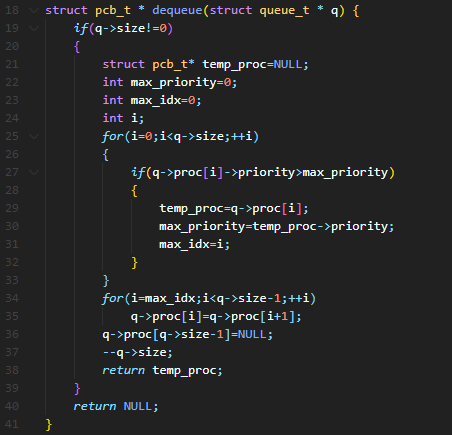 18 struct pcb_t * dequeue(struct queue_t * q) {
19     if(q->size!=0)
20     {
21         struct pcb_t* temp_proc=NULL;
22         int max_priority=0;
23         int max_idx=0;
24         int i;
25         for(i=0;i<q->size;++i)
26         {
27             if(q->proc[i]->priority>max_priority)
28             {
29                 temp_proc=q->proc[i];
30                 max_priority=temp_proc->priority;
31                 max_idx=i;
32             }
33         }
34         for(i=max_idx;i<q->size-1;++i)
35             q->proc[i]=q->proc[i+1];
36         q->proc[q->size-1]=NULL;
37         --q->size;
38         return temp_proc;
39     }
40     return NULL;
41 }